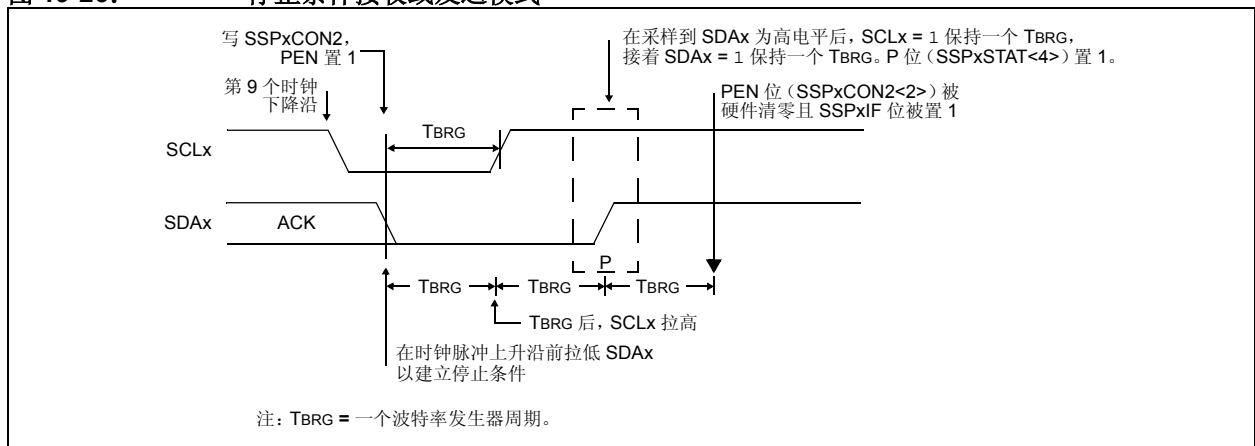 写 SSPxCON2，
PEN 置 1
在采样到 SDAx 为高电平后，SCLx = 1 保持一个 TBRG，
接着 SDAx = 1 保持一个 TBRG。P 位（SSPxSTAT<4>）置 1。
第 9 个时钟
下降沿
PEN 位（SSPxCON2<2>）被
硬件清零且 SSPxIF 位被置 1
SCLx
TBRG
SDAx
ACK
P
TBRG
TBRG
TBRG
TBRG 后，SCLx 拉高
在时钟脉冲上升沿前拉低 SDAx
以建立停止条件
注：TBRG = 一个波特率发生器周期。